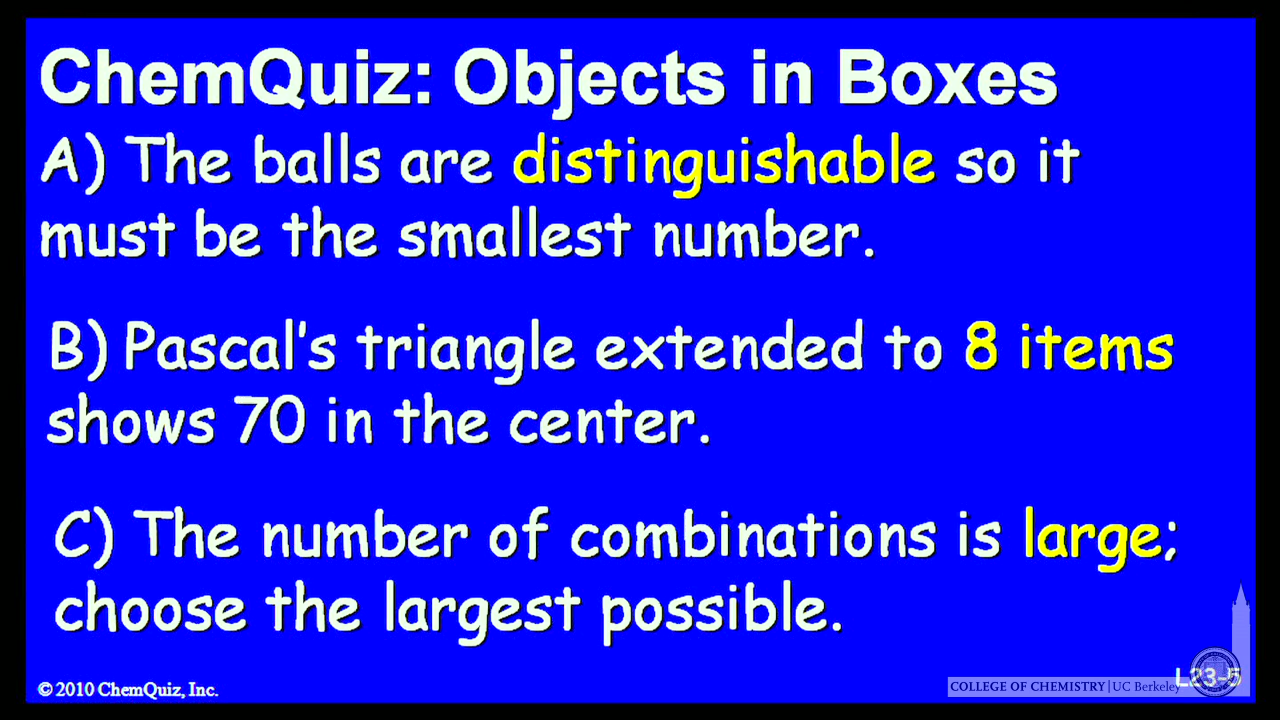 ChemQuiz: Objects in Boxes
A) The balls are distinguishable so it
must be the smallest number.
B) Pascal's triangle extended to 8 items
shows 70 in the center.
C) The number of combinations is large;
choose the largest possible.
© 2010 ChemQuiz, Inc.
COLLEGE OF CHEMISTRY | UC Berkeley
L23-5